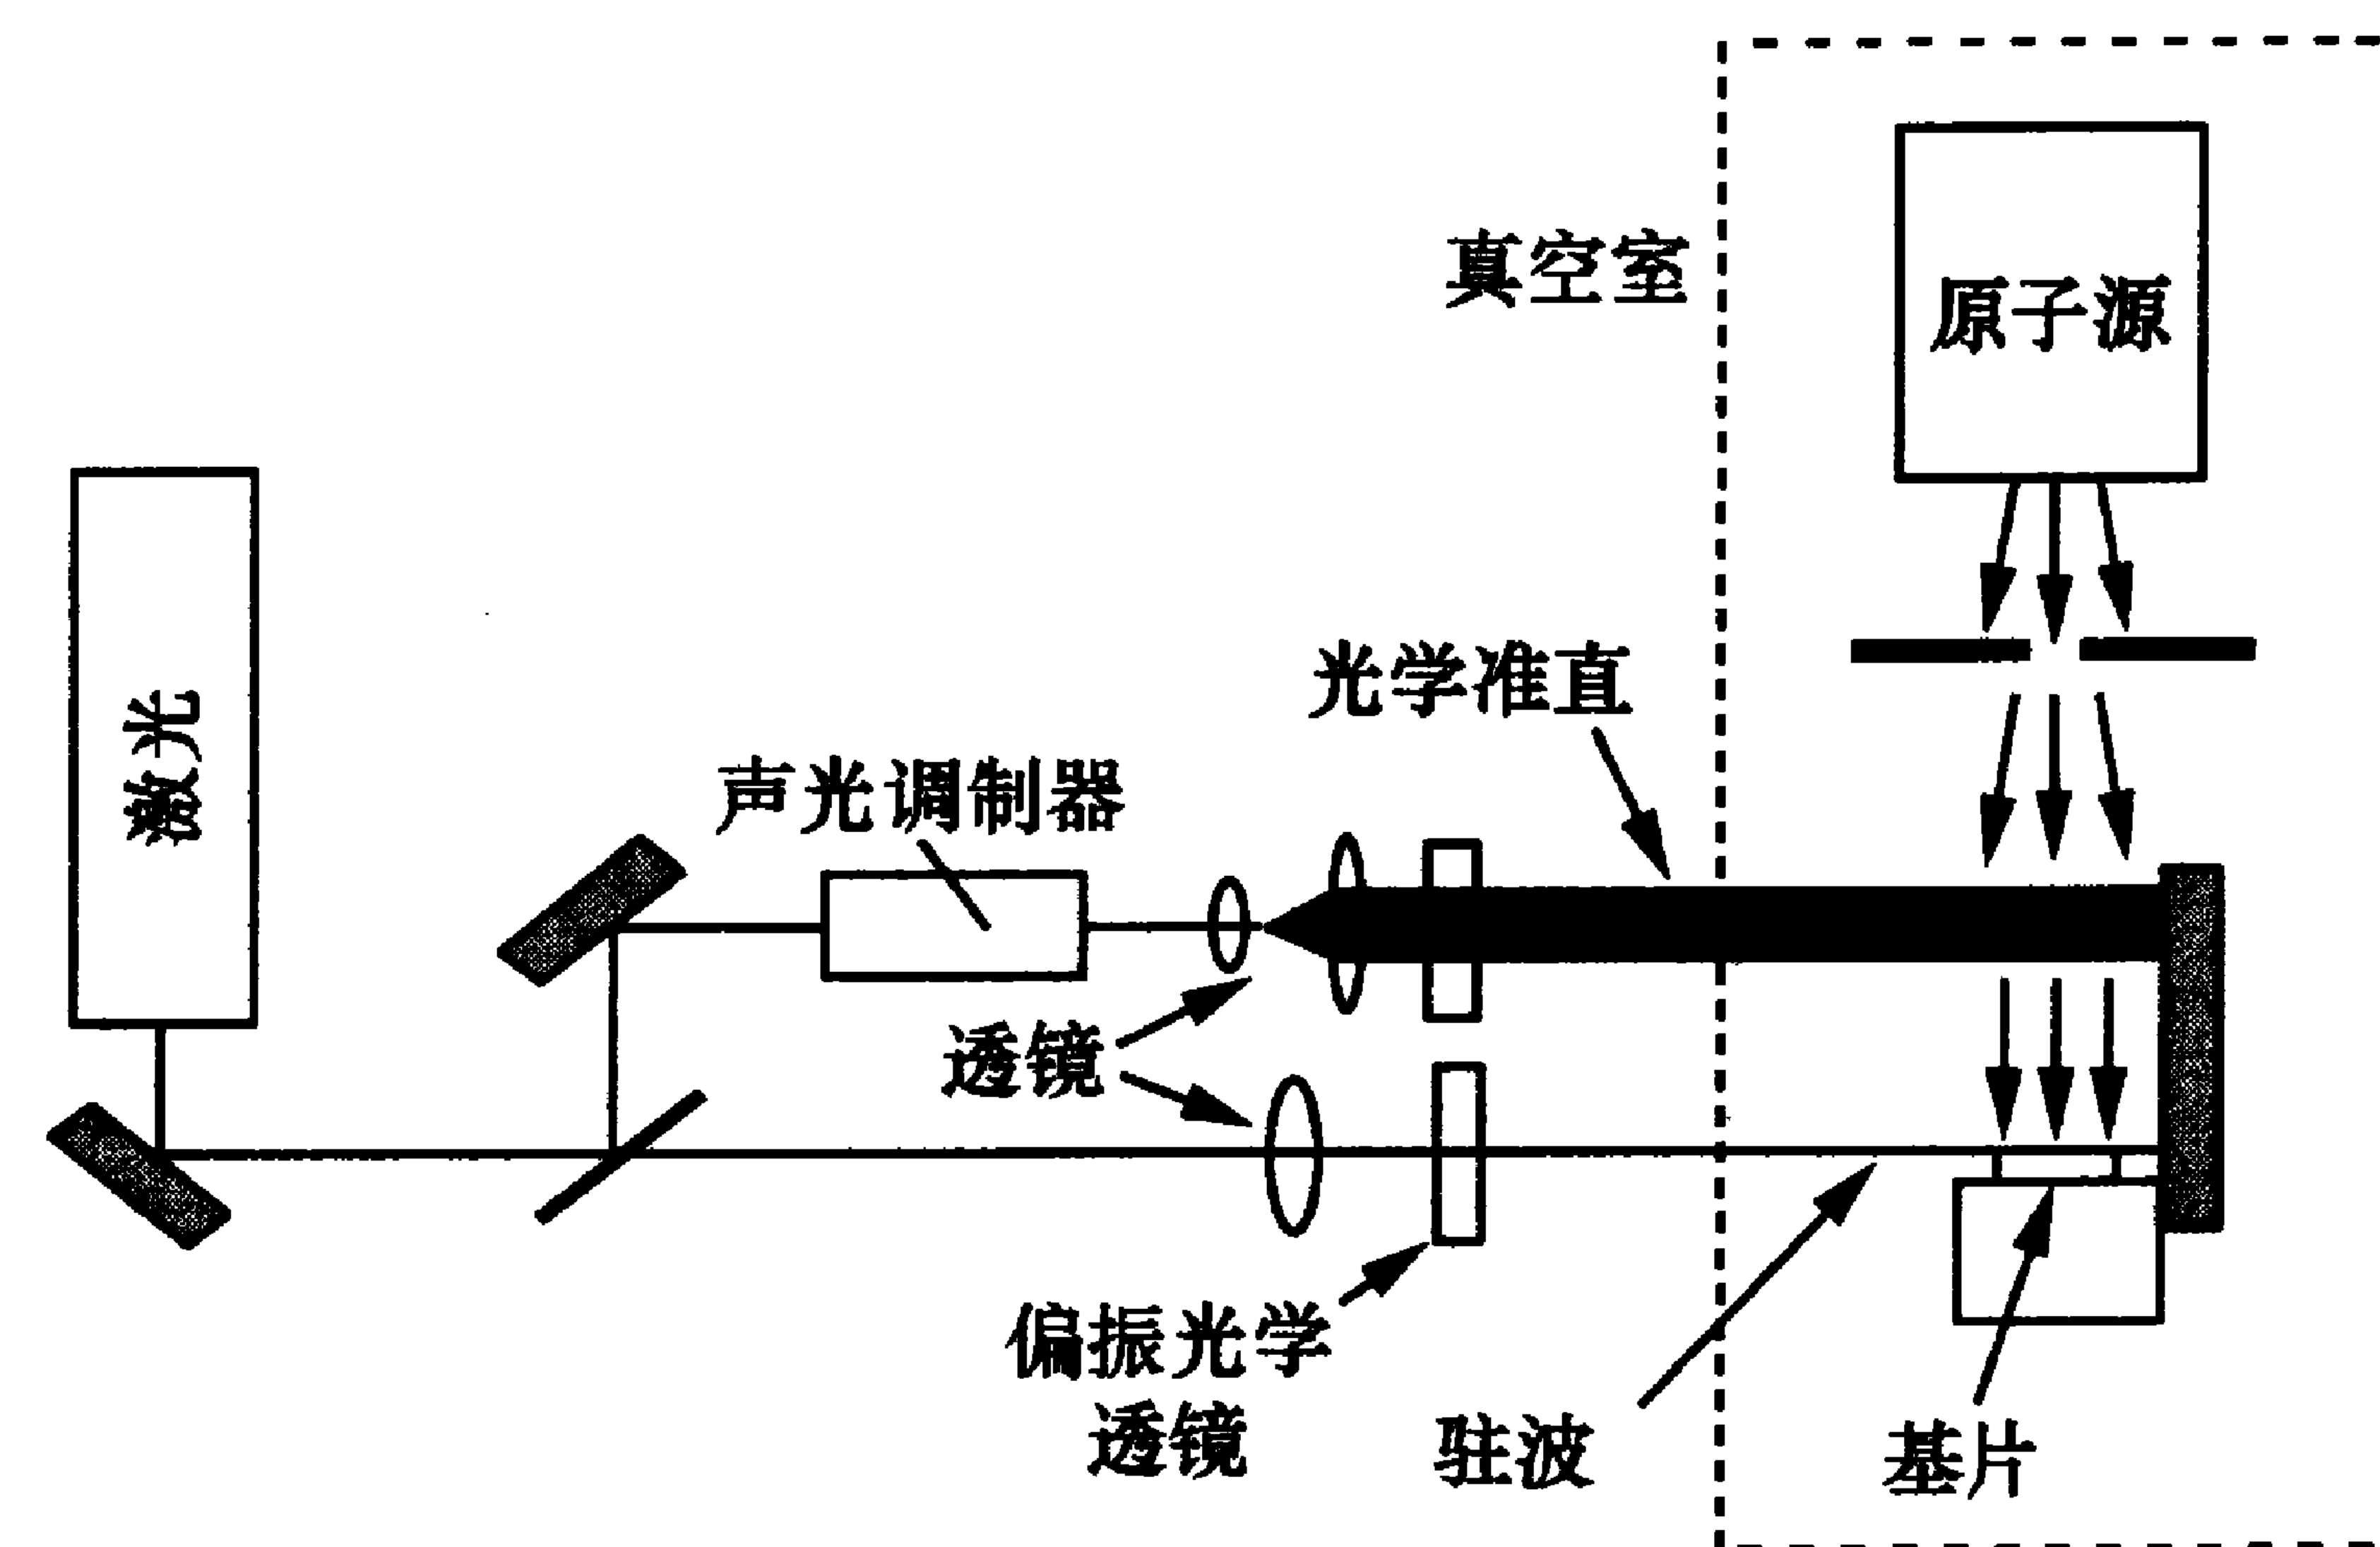 真空室
原子源
光学准直
激光
声光调制器
透镜
偏振光学
透镜
驻波
基片